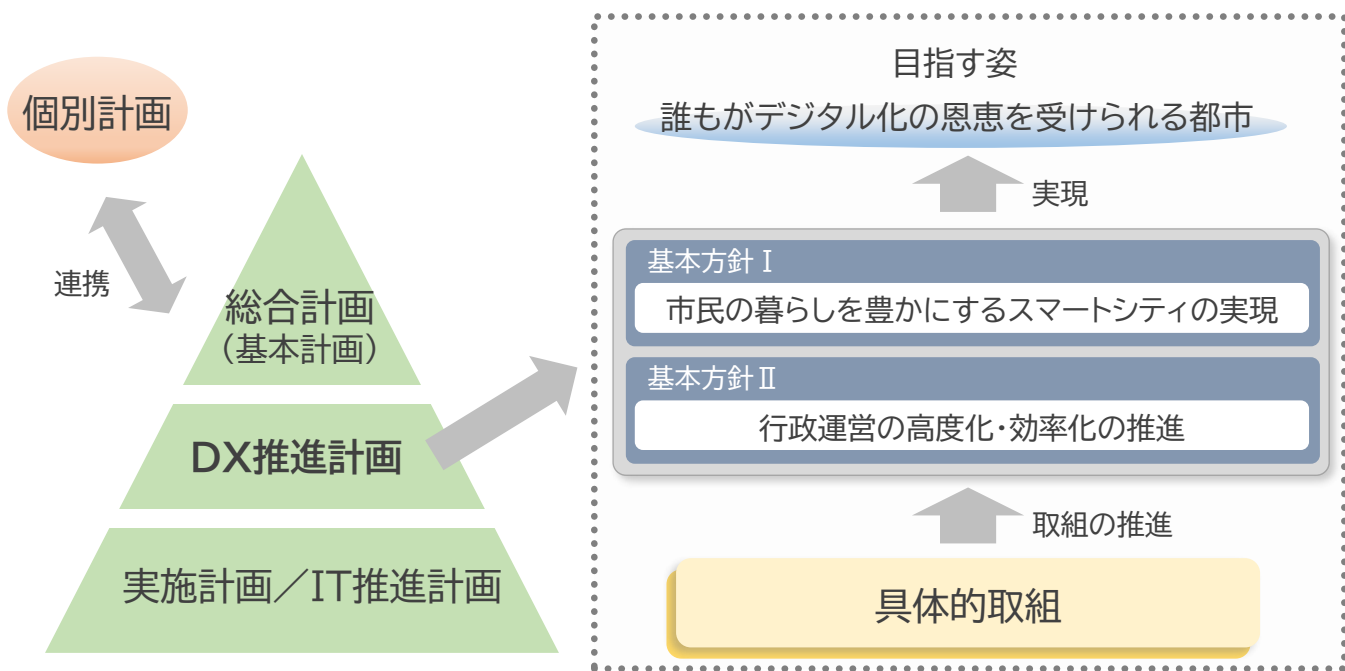 個別計画
連携
総合計画
（基本計画）
DX推進計画
実施計画／IT推進計画
目指す姿
誰もがデジタル化の恩恵を受けられる都市
実現
基本方針Ⅰ
市民の暮らしを豊かにするスマートシティの実現
基本方針Ⅱ
行政運営の高度化・効率化の推進
取組の推進
具体的取組